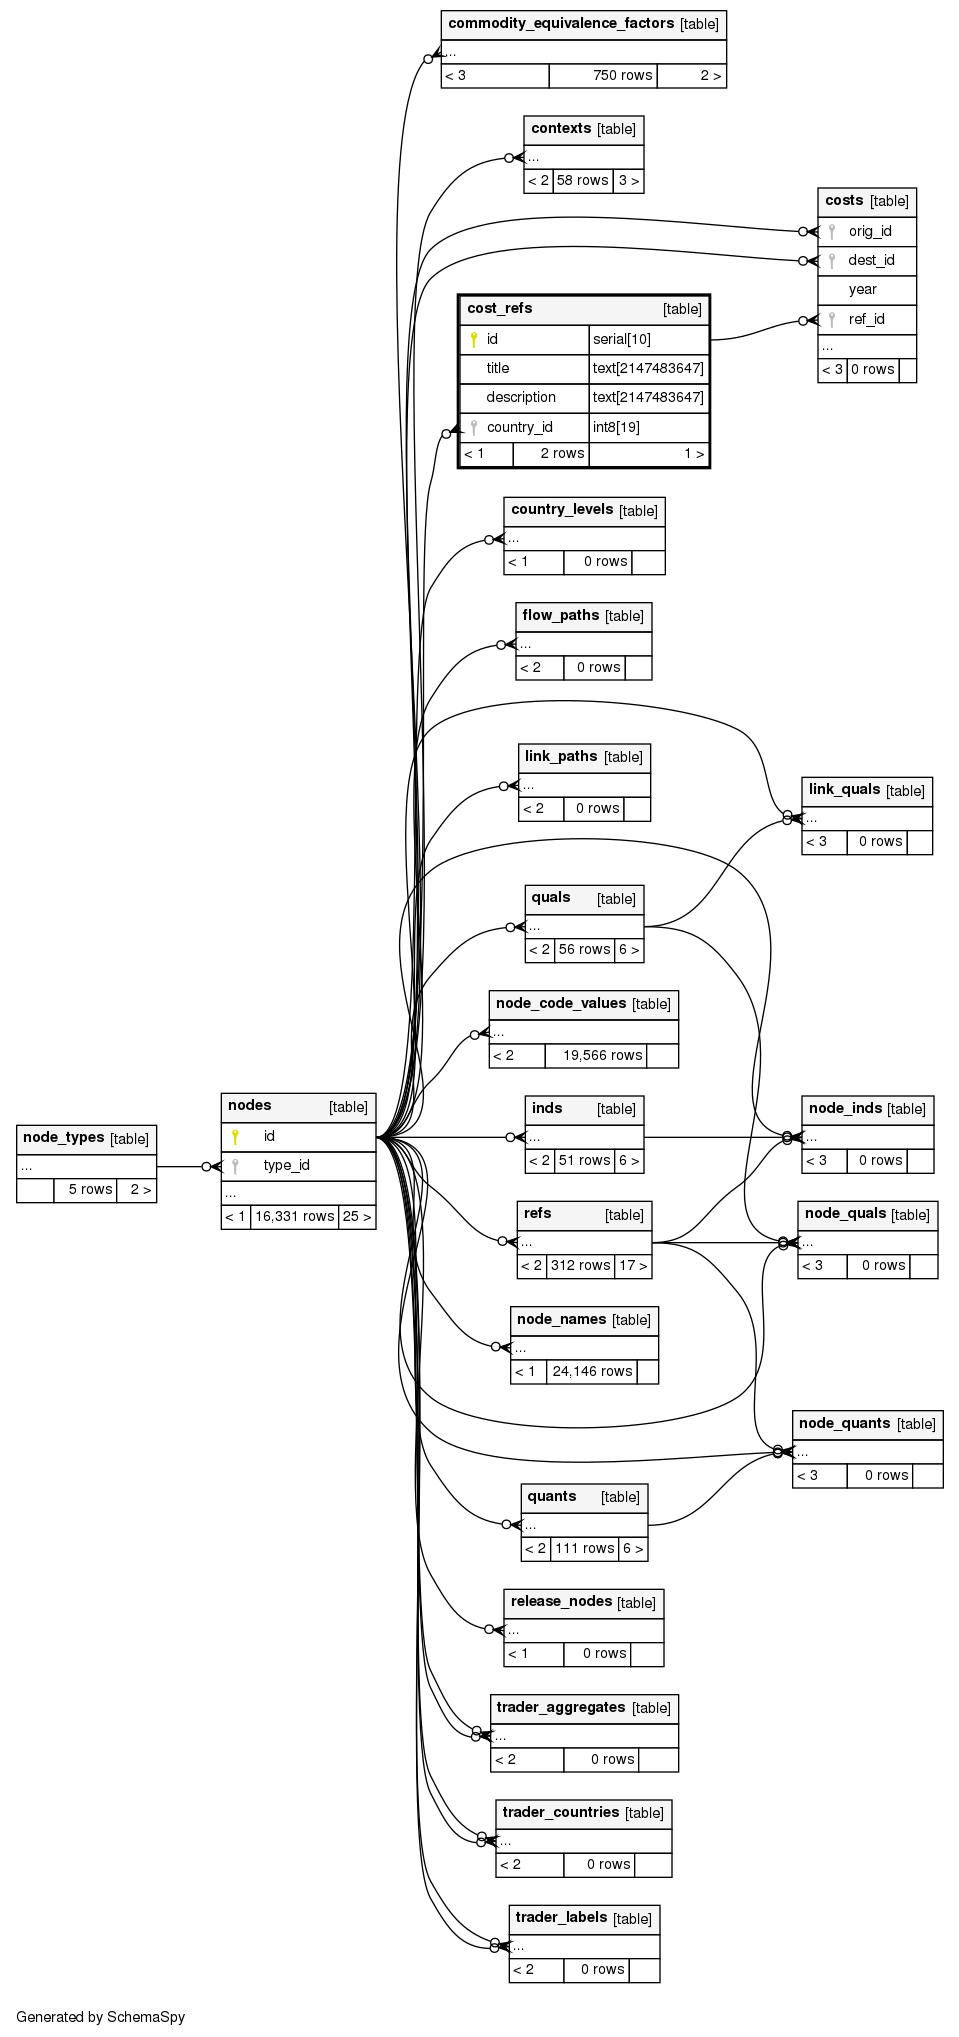 commodity_equivalence_factors [table]
...
< 3 750 rows 2 >
contexts [table]
...
< 2 58 rows 3 >
costs [table]
orig_id
dest_id
year
ref_id
...
< 3 0 rows
cost_refs [table]
id serial[10]
title text[2147483647]
description text[2147483647]
country_id int8[19]
< 1 2 rows 1 >
country_levels [table]
...
< 1 0 rows
flow_paths [table]
...
< 2 0 rows
link_paths [table]
...
< 2 0 rows
link_quals [table]
...
< 3 0 rows
quals [table]
...
< 2 56 rows 6 >
node_code_values [table]
...
< 2 19,566 rows
node_types [table]
...
5 rows 2 >
nodes [table]
id
type_id
...
< 1 16,331 rows 25 >
inds [table]
...
< 2 51 rows 6 >
node_inds [table]
...
< 3 0 rows
refs [table]
...
< 2 312 rows 17 >
node_quals [table]
...
< 3 0 rows
node_names [table]
...
< 1 24,146 rows
node_quants [table]
...
< 3 0 rows
quants [table]
...
< 2 111 rows 6 >
release_nodes [table]
...
< 1 0 rows
trader_aggregates [table]
...
< 2 0 rows
trader_countries [table]
...
< 2 0 rows
trader_labels [table]
...
< 2 0 rows
Generated by SchemaSpy